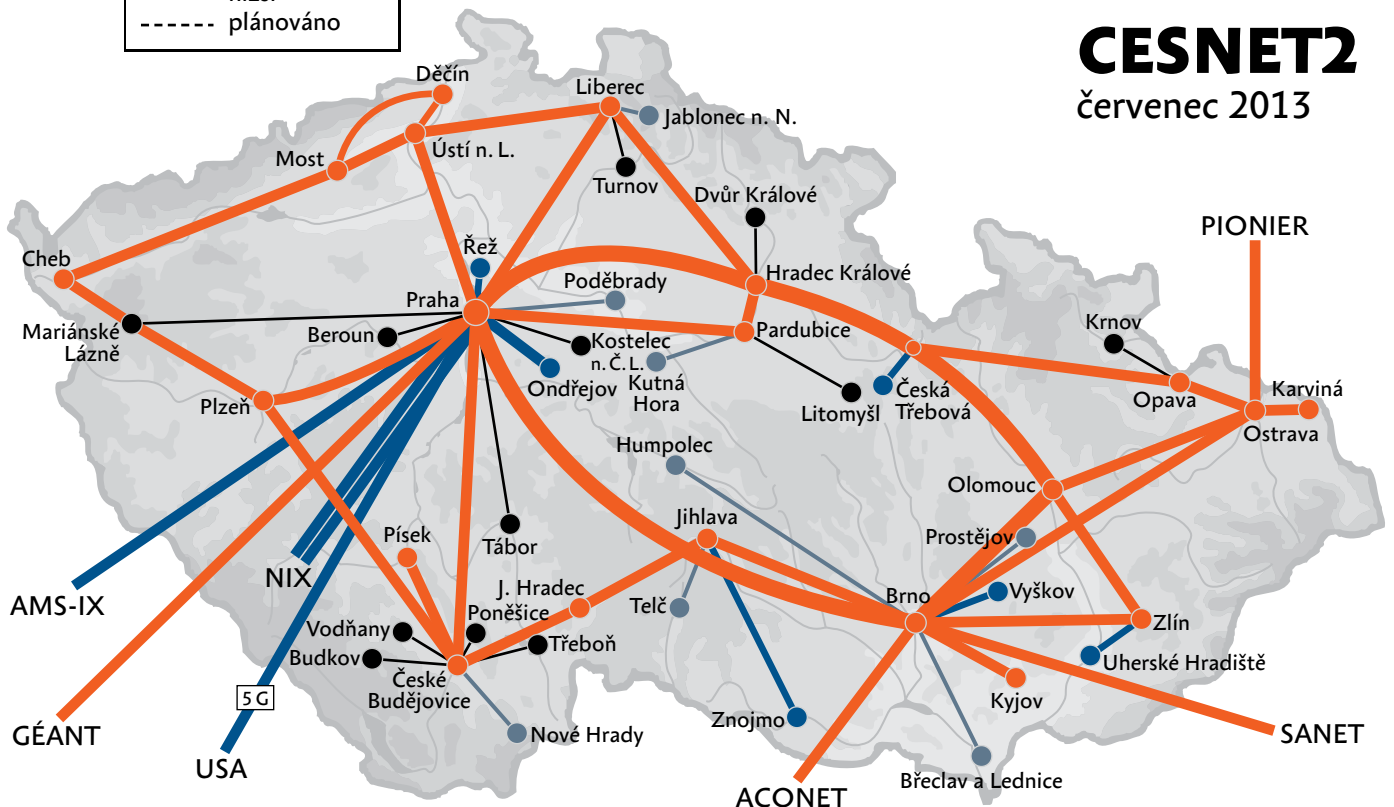 plánováno
CESNET2
červenec 2013
Děčín
Liberec
Jablonec n. N.
Ústí n. L.
Most
Turnov
Dvůr Králové
PIONIER
Řež
Cheb
Hradec Králové
Poděbrady
Praha
Mariánské
Lázně
Beroun
Kostelec
n. Č. L.
Pardubice
Krnov
Ondřejov
Kutná
Hora
Česká
Třebová
Litomyšl
Opava
Karviná
Plzeň
Ostrava
Humpolec
Olomouc
Jihlava
Písek
Tábor
Prostějov
NIX
J. Hradec
Poněšice
Brno
Vyškov
AMS-IX
Telč
Vodňany
Třeboň
Zlín
Budkov
České
Budějovice
Uherské Hradiště
5 G
Kyjov
GÉANT
Nové Hrady
Znojmo
SANET
USA
Břeclav a Lednice
ACONET